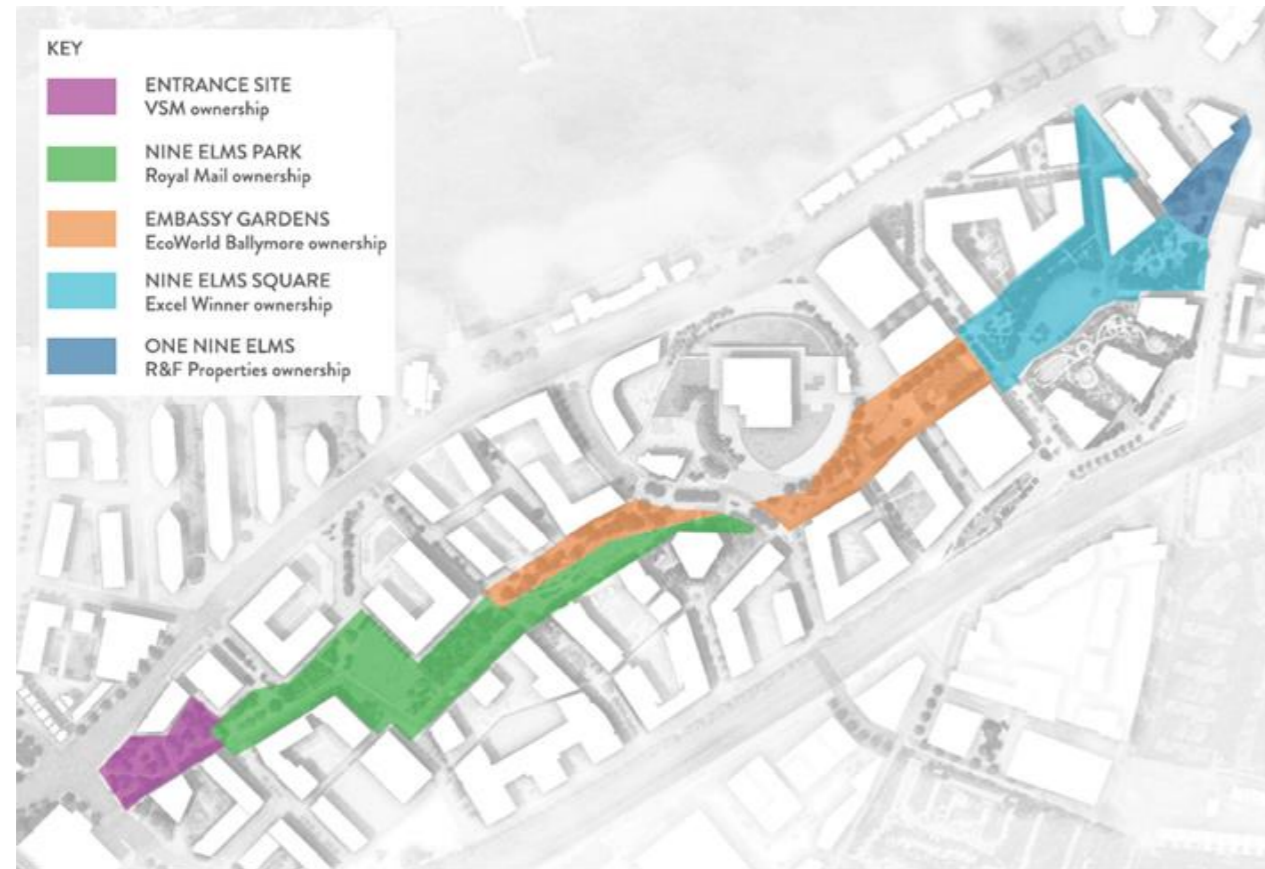 KEY
ENTRANCE SITE
VSM ownership
NINE ELMS PARK
Royal Mail ownership
EMBASSY GARDENS
EcoWorld Ballymore ownership
NINE ELMS SQUARE
Excel Winner ownership
ONE NINE ELMS
R&F Properties ownership